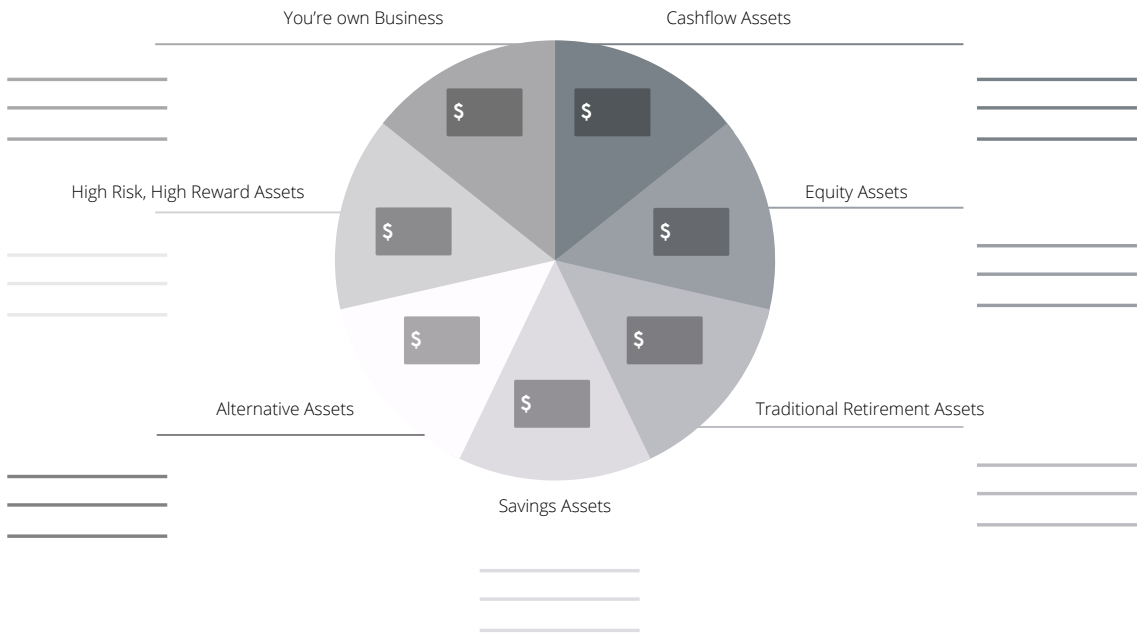 You’re own Business
Cashflow Assets
$
$
High Risk, High Reward Assets
Equity Assets
$
$
$
$
Alternative Assets
Traditional Retirement Assets
$
Savings Assets